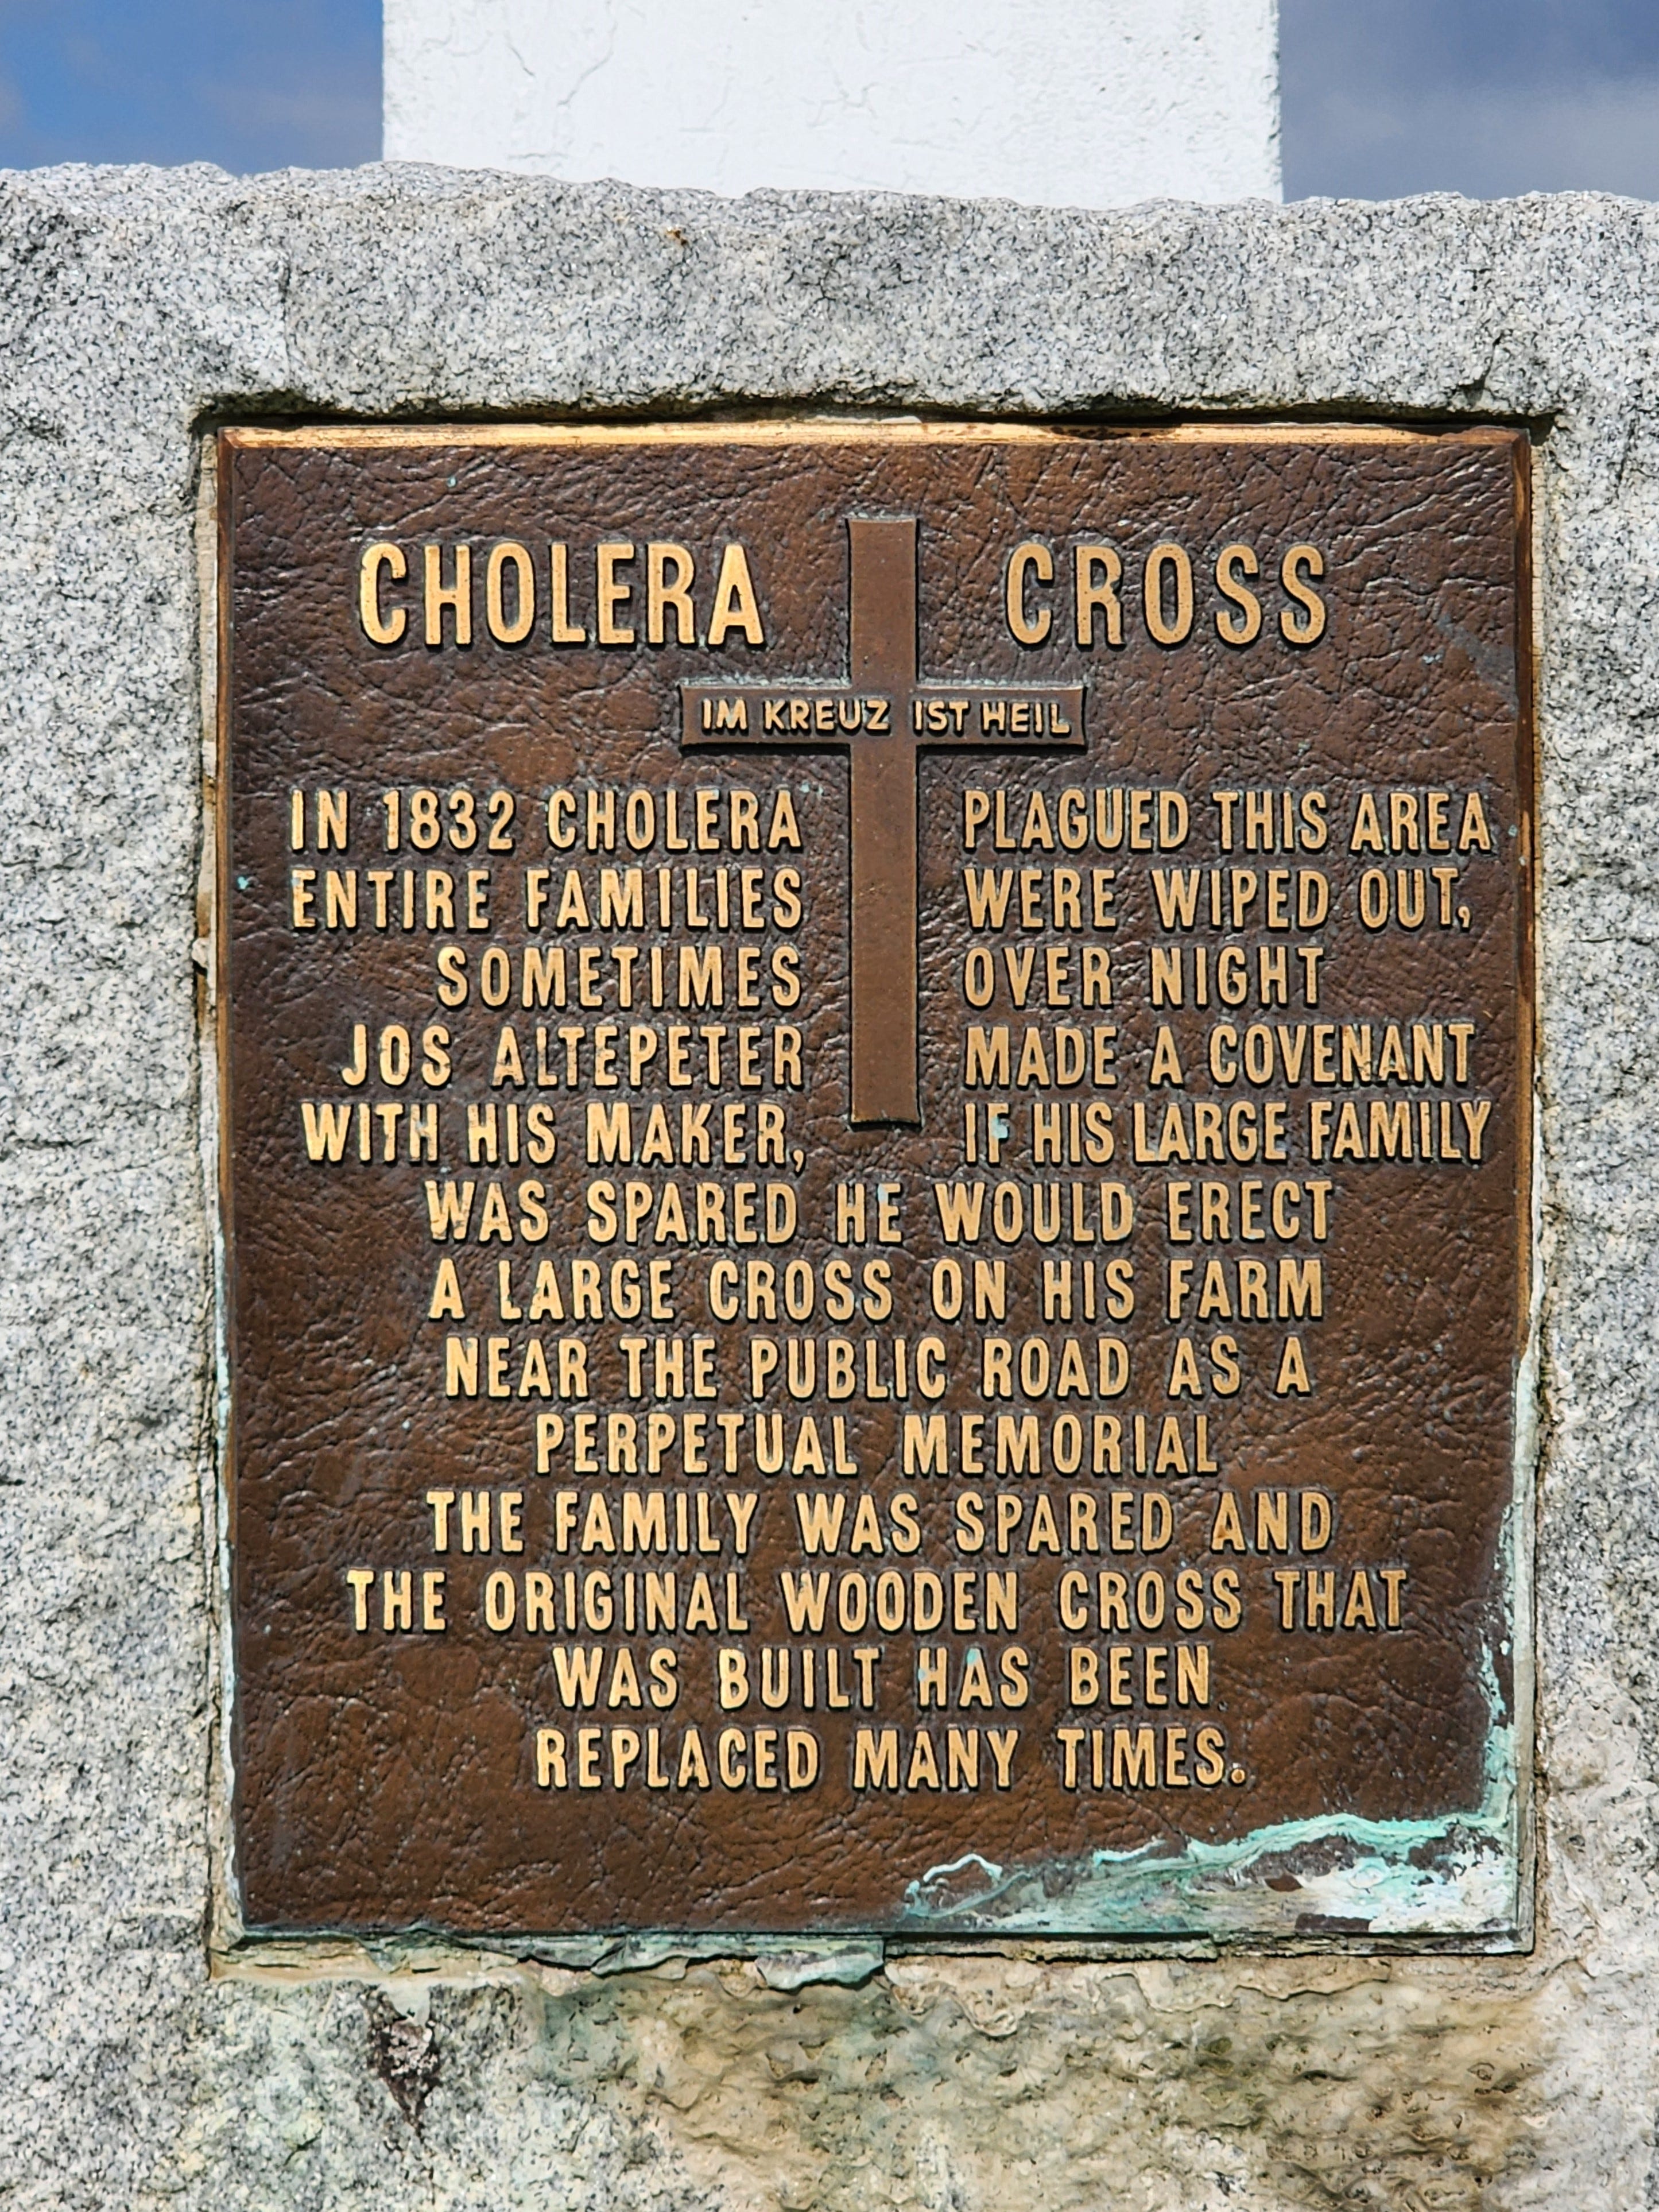 CHOLERA CROSS
IM KREUZ IST HEIL
IN 1832 CHOLERA PLAGUED THIS AREA
ENTIRE FAMILIES WERE WIPED OUT,
SOMETIMES OVER NIGHT
JOS ALTEPETER MADE A COVENANT
WITH HIS MAKER, IF HIS LARGE FAMILY
WAS SPARED HE WOULD ERECT
A LARGE CROSS ON HIS FARM
NEAR THE PUBLIC ROAD AS A
PERPETUAL MEMORIAL
THE FAMILY WAS SPARED AND
THE ORIGINAL WOODEN CROSS THAT
WAS BUILT HAS BEEN
REPLACED MANY TIMES.